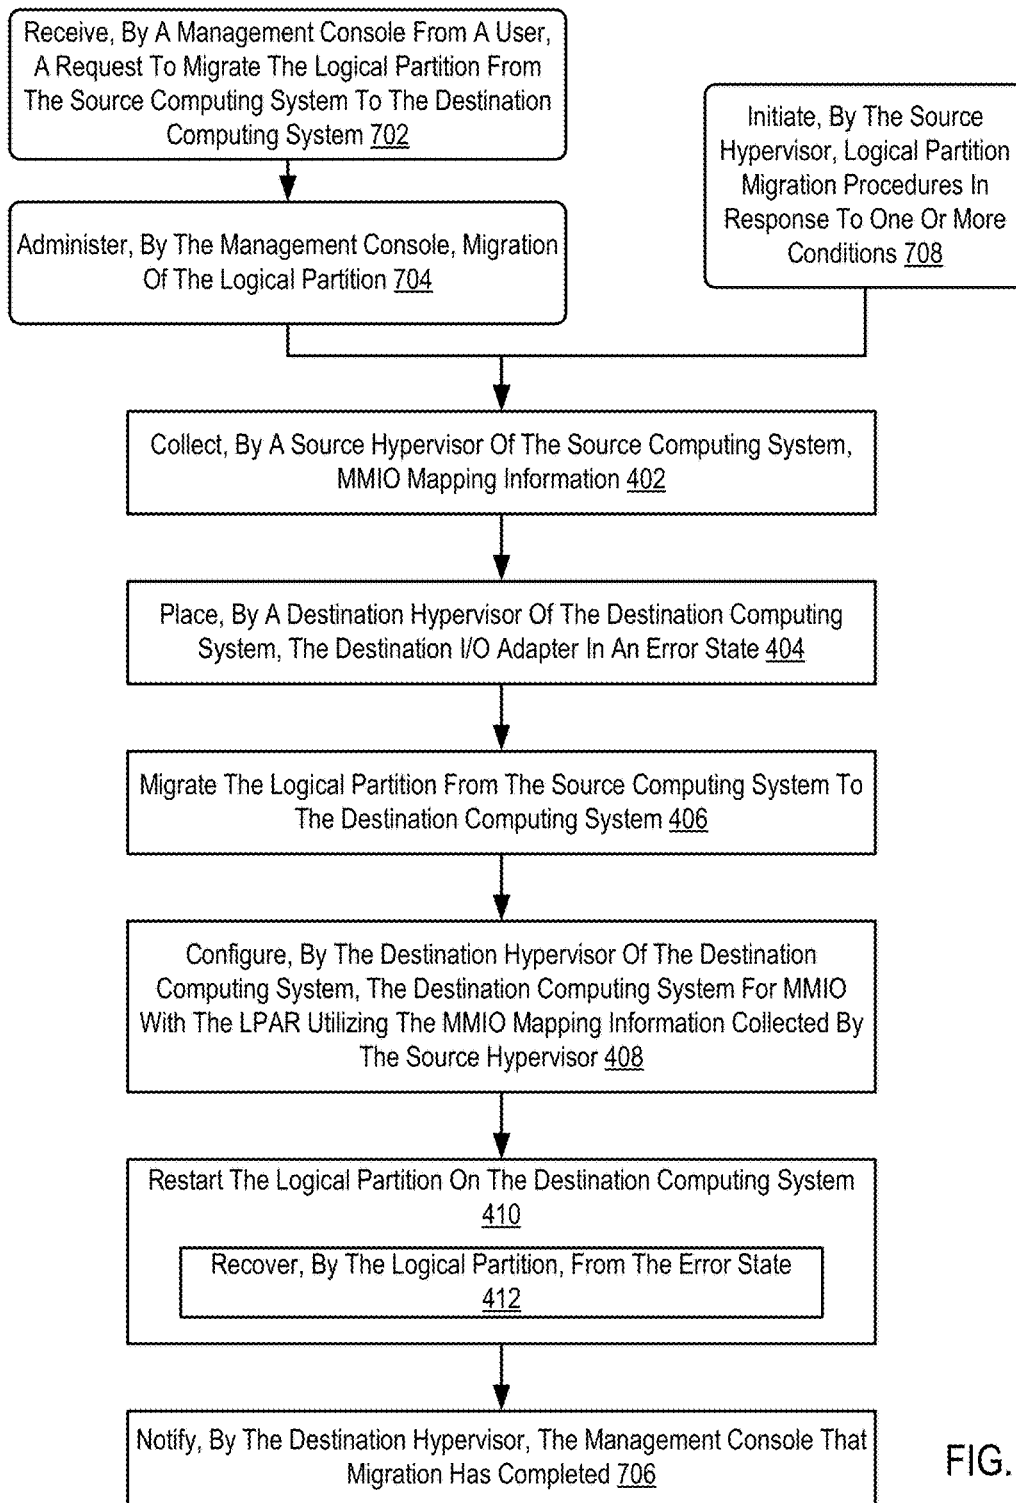 Receive, By A Management Console From A User,
A Request To Migrate The Logical Partition From
The Source Computing System To The Destination
Computing System 702
Initiate, By The Source
Hypervisor, Logical Partition
Migration Procedures In
Response To One Or More
Conditions 708
Administer, By The Management Console, Migration
Of The Logical Partition 704
Collect, By A Source Hypervisor Of The Source Computing System,
MMIO Mapping Information 402
Place, By A Destination Hypervisor Of The Destination Computing
System, The Destination I/O Adapter In An Error State 404
Migrate The Logical Partition From The Source Computing System To
The Destination Computing System 406
Configure, By The Destination Hypervisor Of The Destination
Computing System, The Destination Computing System For MMIO
With The LPAR Utilizing The MMIO Mapping Information Collected By
The Source Hypervisor 408
Restart The Logical Partition On The Destination Computing System
410
Recover, By The Logical Partition, From The Error State
412
Notify, By The Destination Hypervisor, The Management Console That
Migration Has Completed 706
FIG.